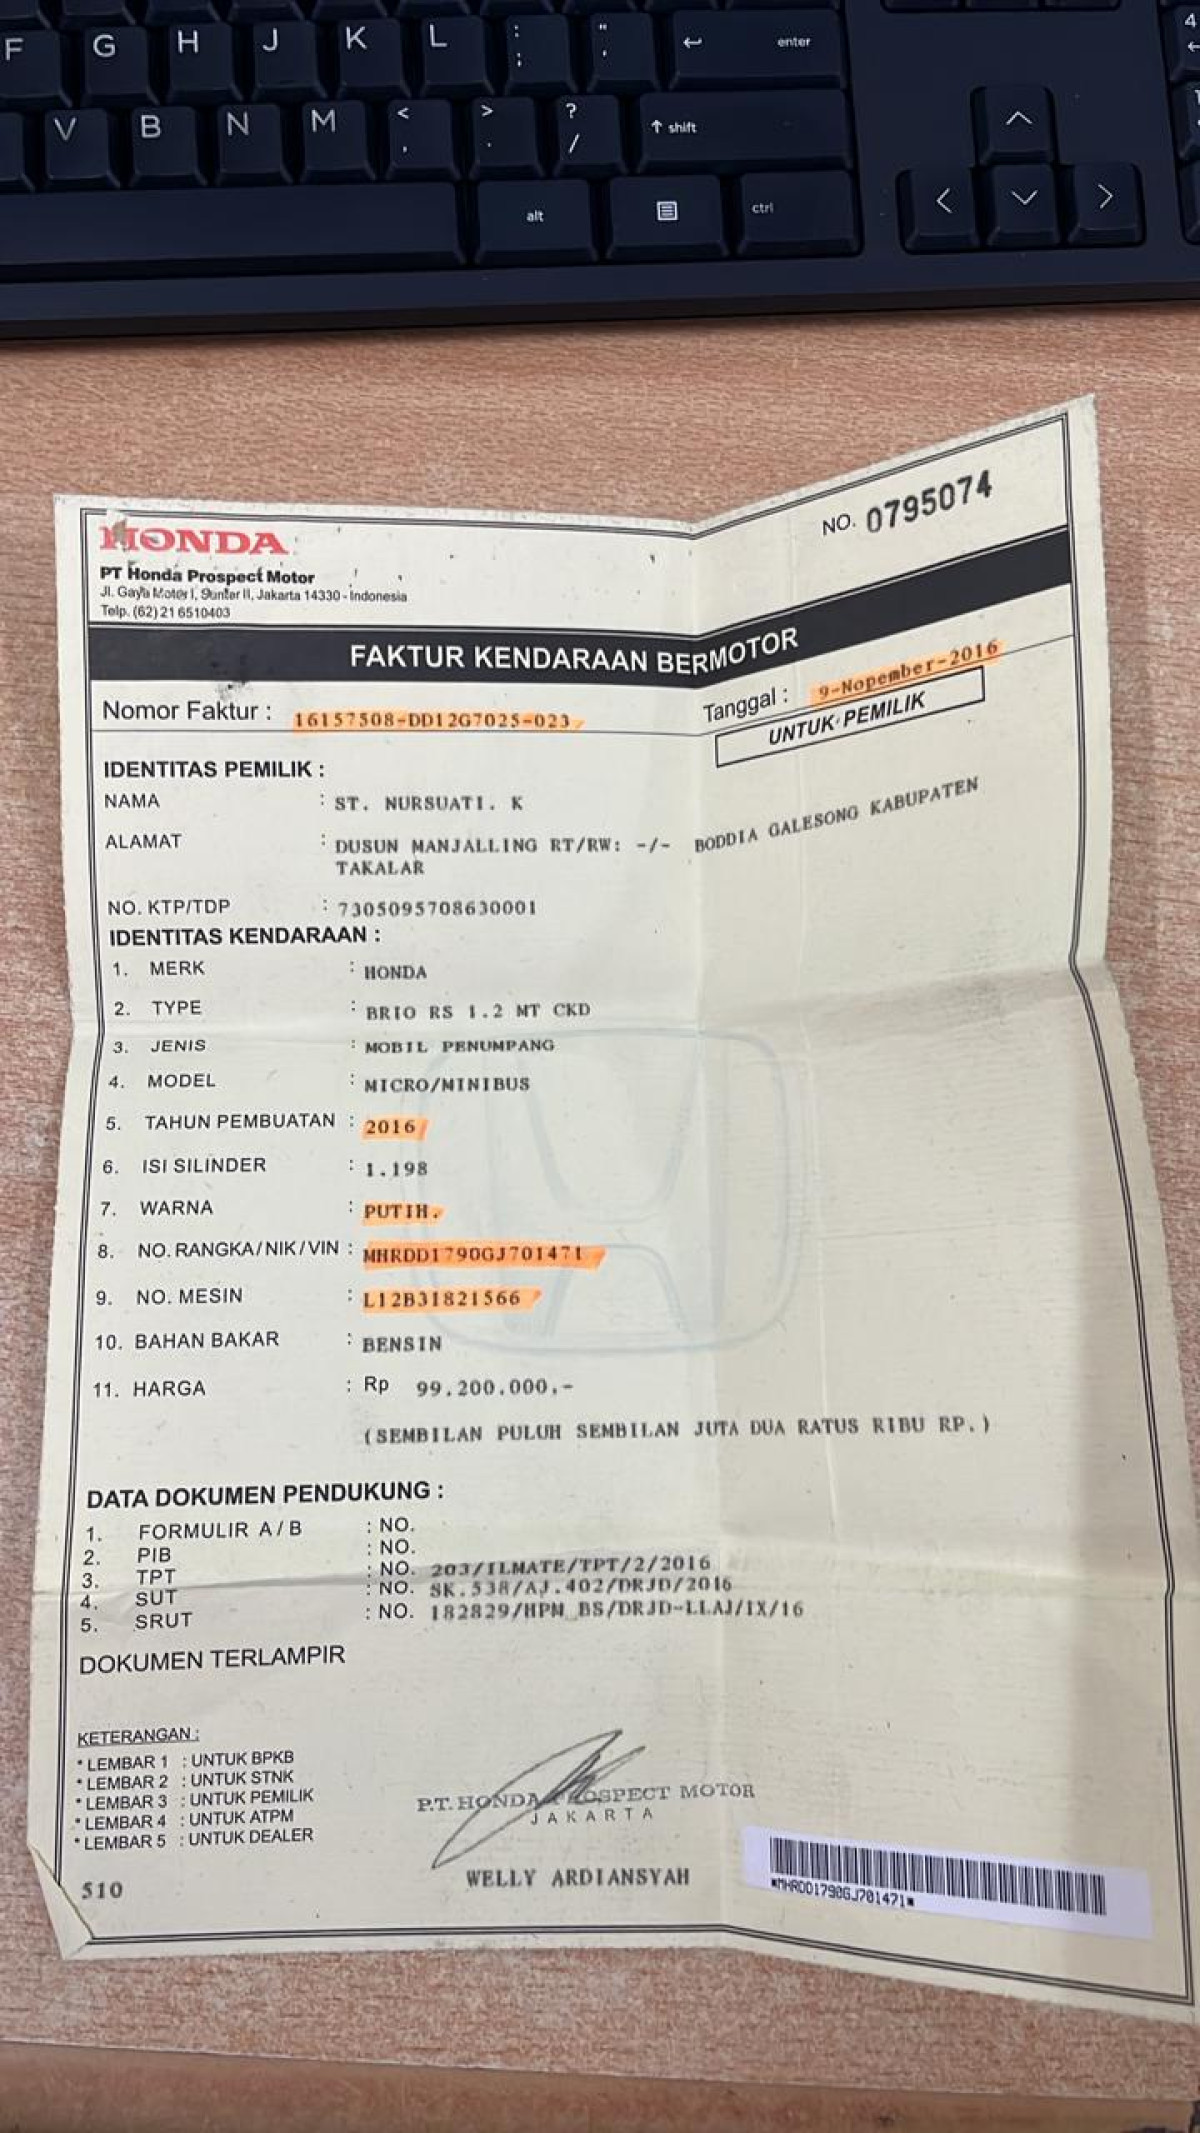 F G H J K L : ; " ' enter
V B N M < , > . ? / ↑ shift
alt ctrl
4
HONDA
NO. 0795074
PT Honda Prospect Motor
Jl. Gaya Motor I, Sunter II, Jakarta 14330 - Indonesia
Telp. (62) 21 6510403
FAKTUR KENDARAAN BERMOTOR
Nomor Faktur : 16157508-DD12G7025-023
Tanggal : 9-Nopember-2016
UNTUK PEMILIK
IDENTITAS PEMILIK :
NAMA : ST. NURSUATI. K
ALAMAT : DUSUN MANJALLING RT/RW: -/- BODDIA GALESONG KABUPATEN
TAKALAR
NO. KTP/TDP : 7305095708630001
IDENTITAS KENDARAAN :
1. MERK : HONDA
2. TYPE : BRIO RS 1.2 MT CKD
3. JENIS : MOBIL PENUMPANG
4. MODEL : MICRO/MINIBUS
5. TAHUN PEMBUATAN : 2016
6. ISI SILINDER : 1.198
7. WARNA : PUTIH.
8. NO. RANGKA/NIK/VIN : MHRDD1790GJ701471
9. NO. MESIN : L12B31821566
10. BAHAN BAKAR : BENSIN
11. HARGA : Rp 99.200.000,-
(SEMBILAN PULUH SEMBILAN JUTA DUA RATUS RIBU RP.)
DATA DOKUMEN PENDUKUNG :
1. FORMULIR A/B : NO.
2. PIB : NO.
3. TPT : NO. 203/ILMATE/TPT/2/2016
4. SUT : NO. SK.538/AJ.402/DRJD/2016
5. SRUT : NO. 182829/HPM_BS/DRJD-LLAJ/IX/16
DOKUMEN TERLAMPIR
KETERANGAN :
* LEMBAR 1 : UNTUK BPKB
* LEMBAR 2 : UNTUK STNK
* LEMBAR 3 : UNTUK PEMILIK
* LEMBAR 4 : UNTUK ATPM
* LEMBAR 5 : UNTUK DEALER
P.T. HONDA PROSPECT MOTOR
JAKARTA
WELLY ARDIANSYAH
*MHRDD1790GJ701471*
510